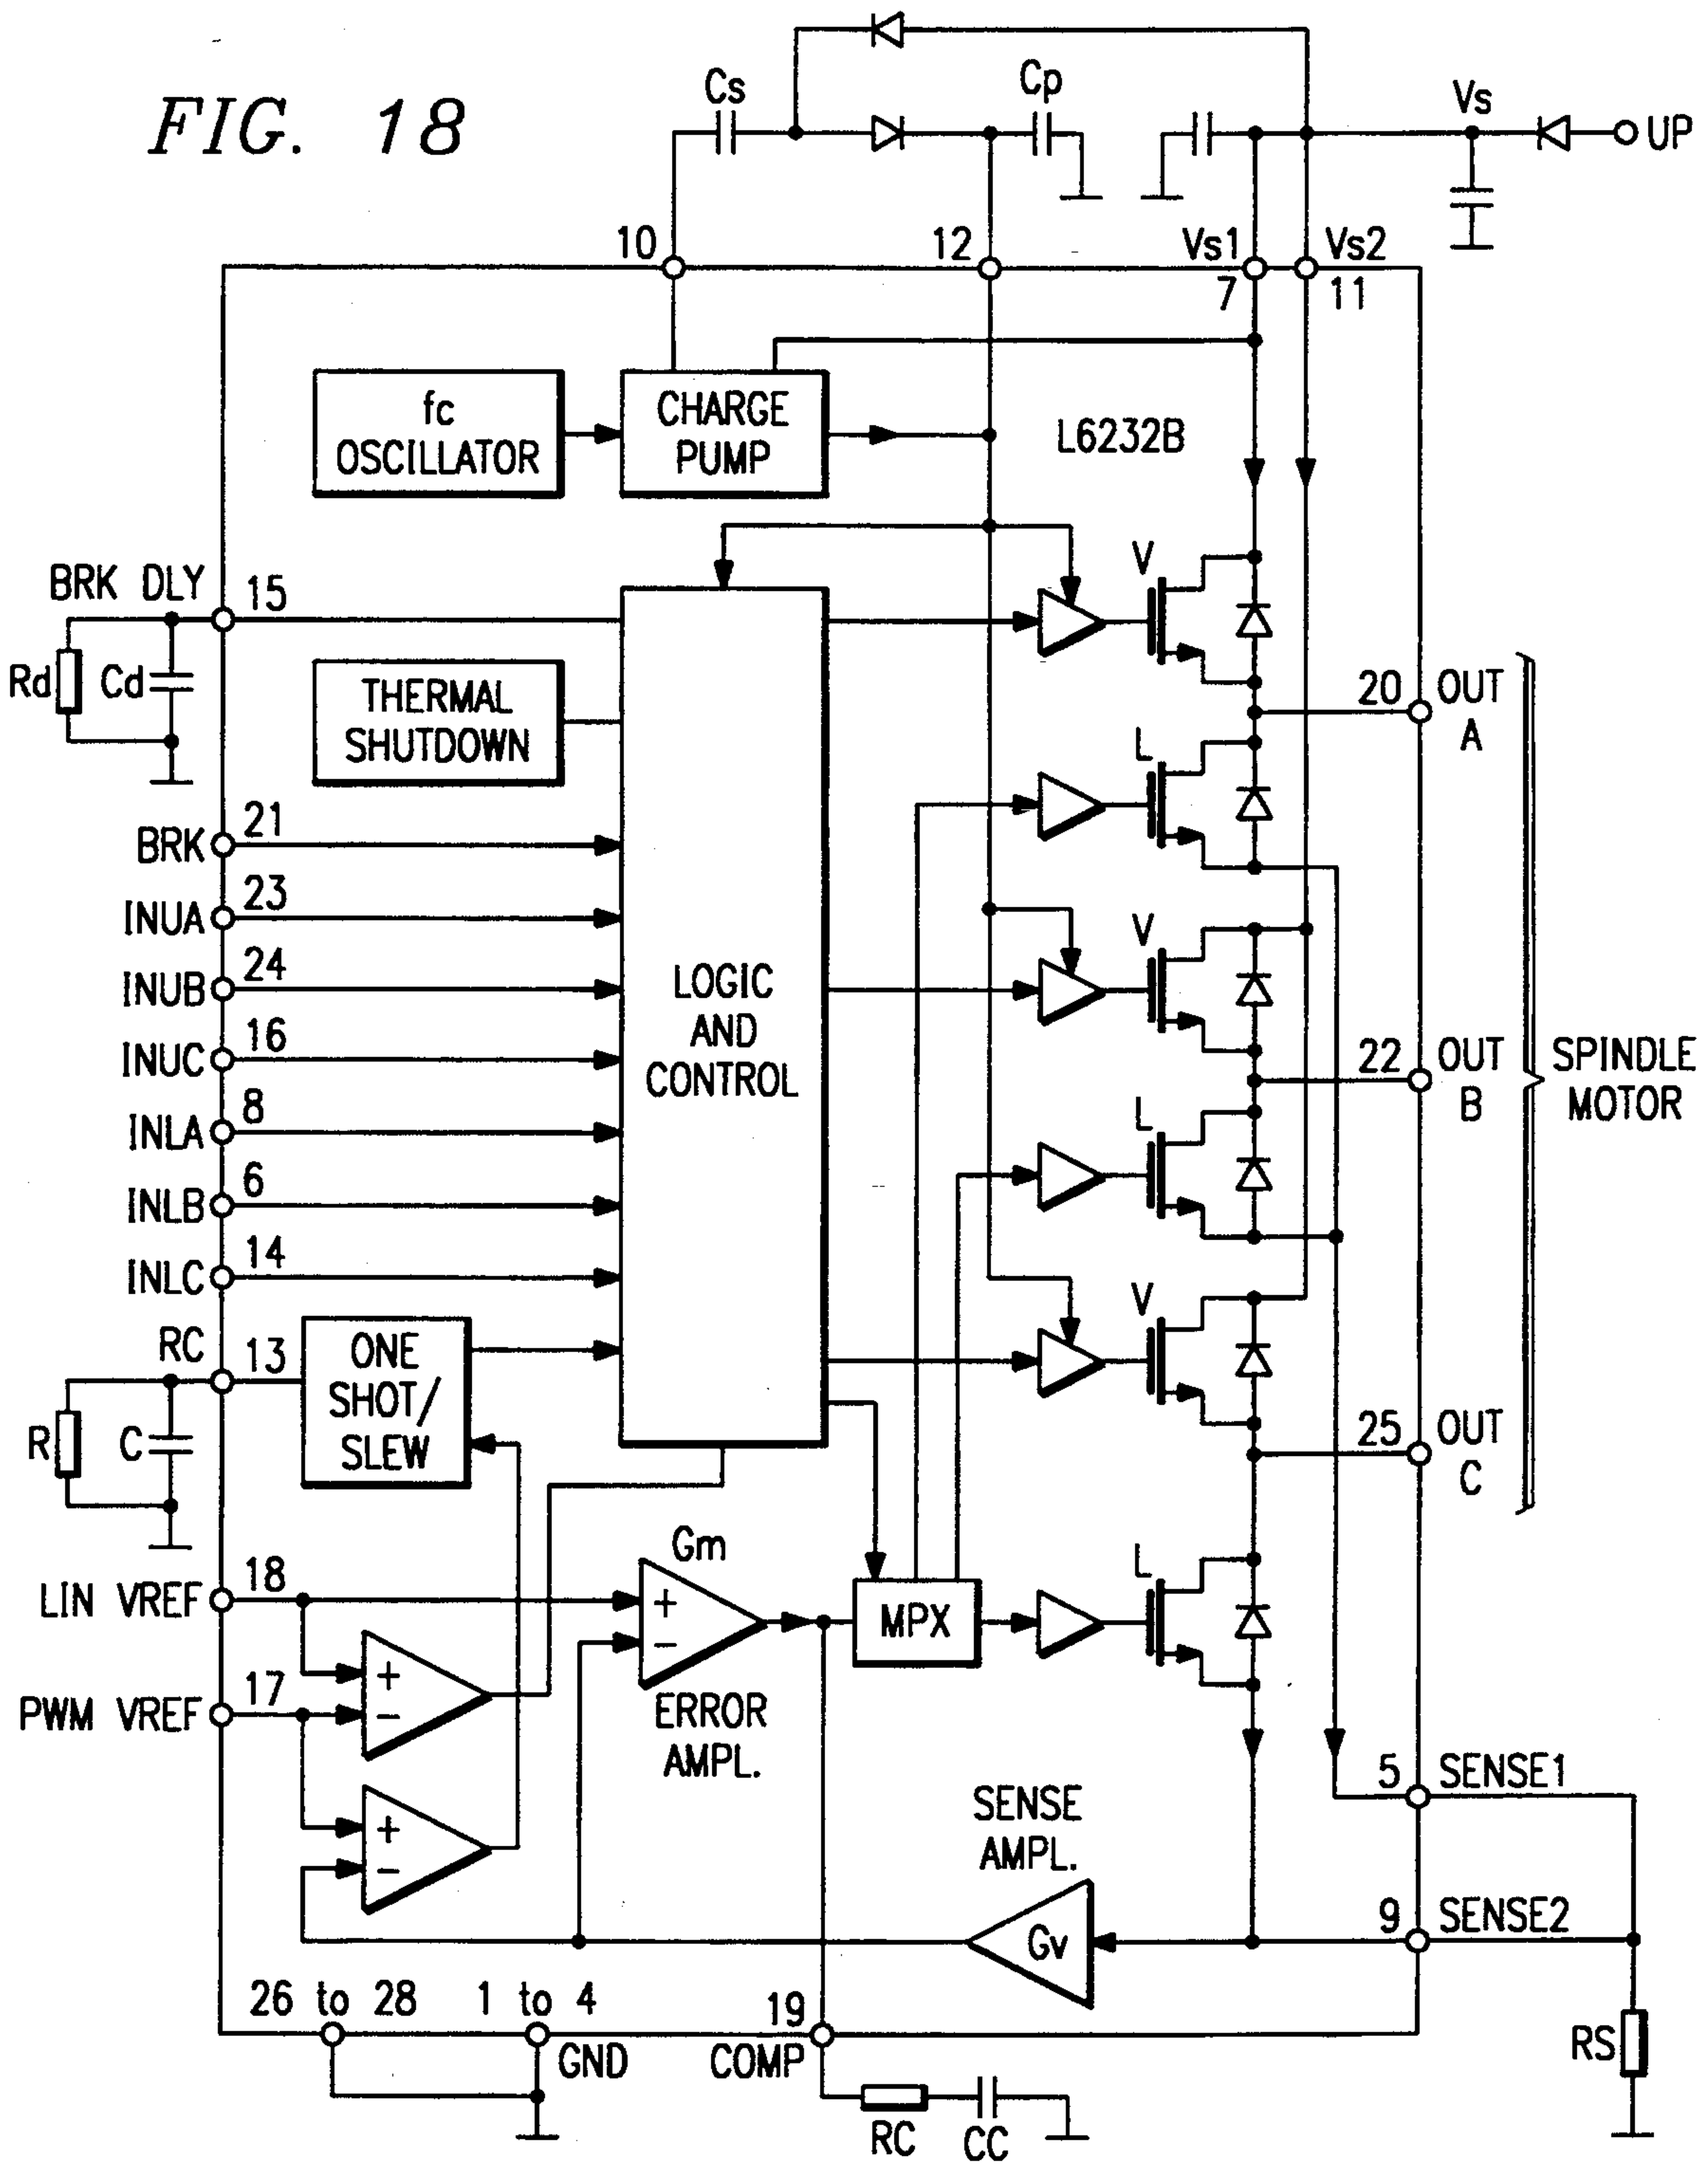 FIG. 18
Cs
Cp
Vs
UP
10
12
Vs1
Vs2
7
11
fc
OSCILLATOR
CHARGE
PUMP
L6232B
BRK DLY
15
Rd
Cd
THERMAL
SHUTDOWN
V
20
OUT
A
L
BRK
21
INUA
23
INUB
24
INUC
16
INLA
8
INLB
6
INLC
14
LOGIC
AND
CONTROL
V
22
OUT
B
SPINDLE
MOTOR
L
RC
13
ONE
SHOT/
SLEW
R
C
V
25
OUT
C
Gm
L
LIN VREF
18
+
−
MPX
PWM VREF
17
+
−
ERROR
AMPL.
+
−
SENSE
AMPL.
5
SENSE1
Gv
9
SENSE2
26 to 28
1 to 4
19
GND
COMP
RS
RC
CC